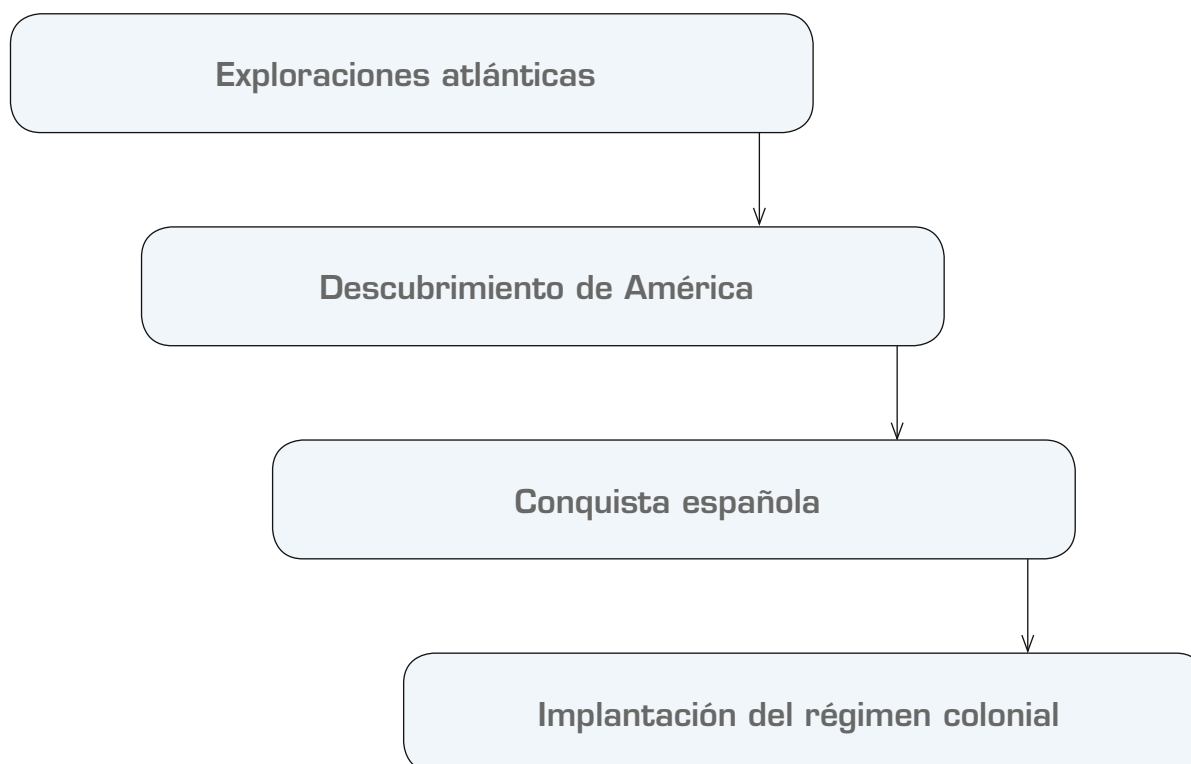 Exploraciones atlánticas
Descubrimiento de América
Conquista española
Implantación del régimen colonial